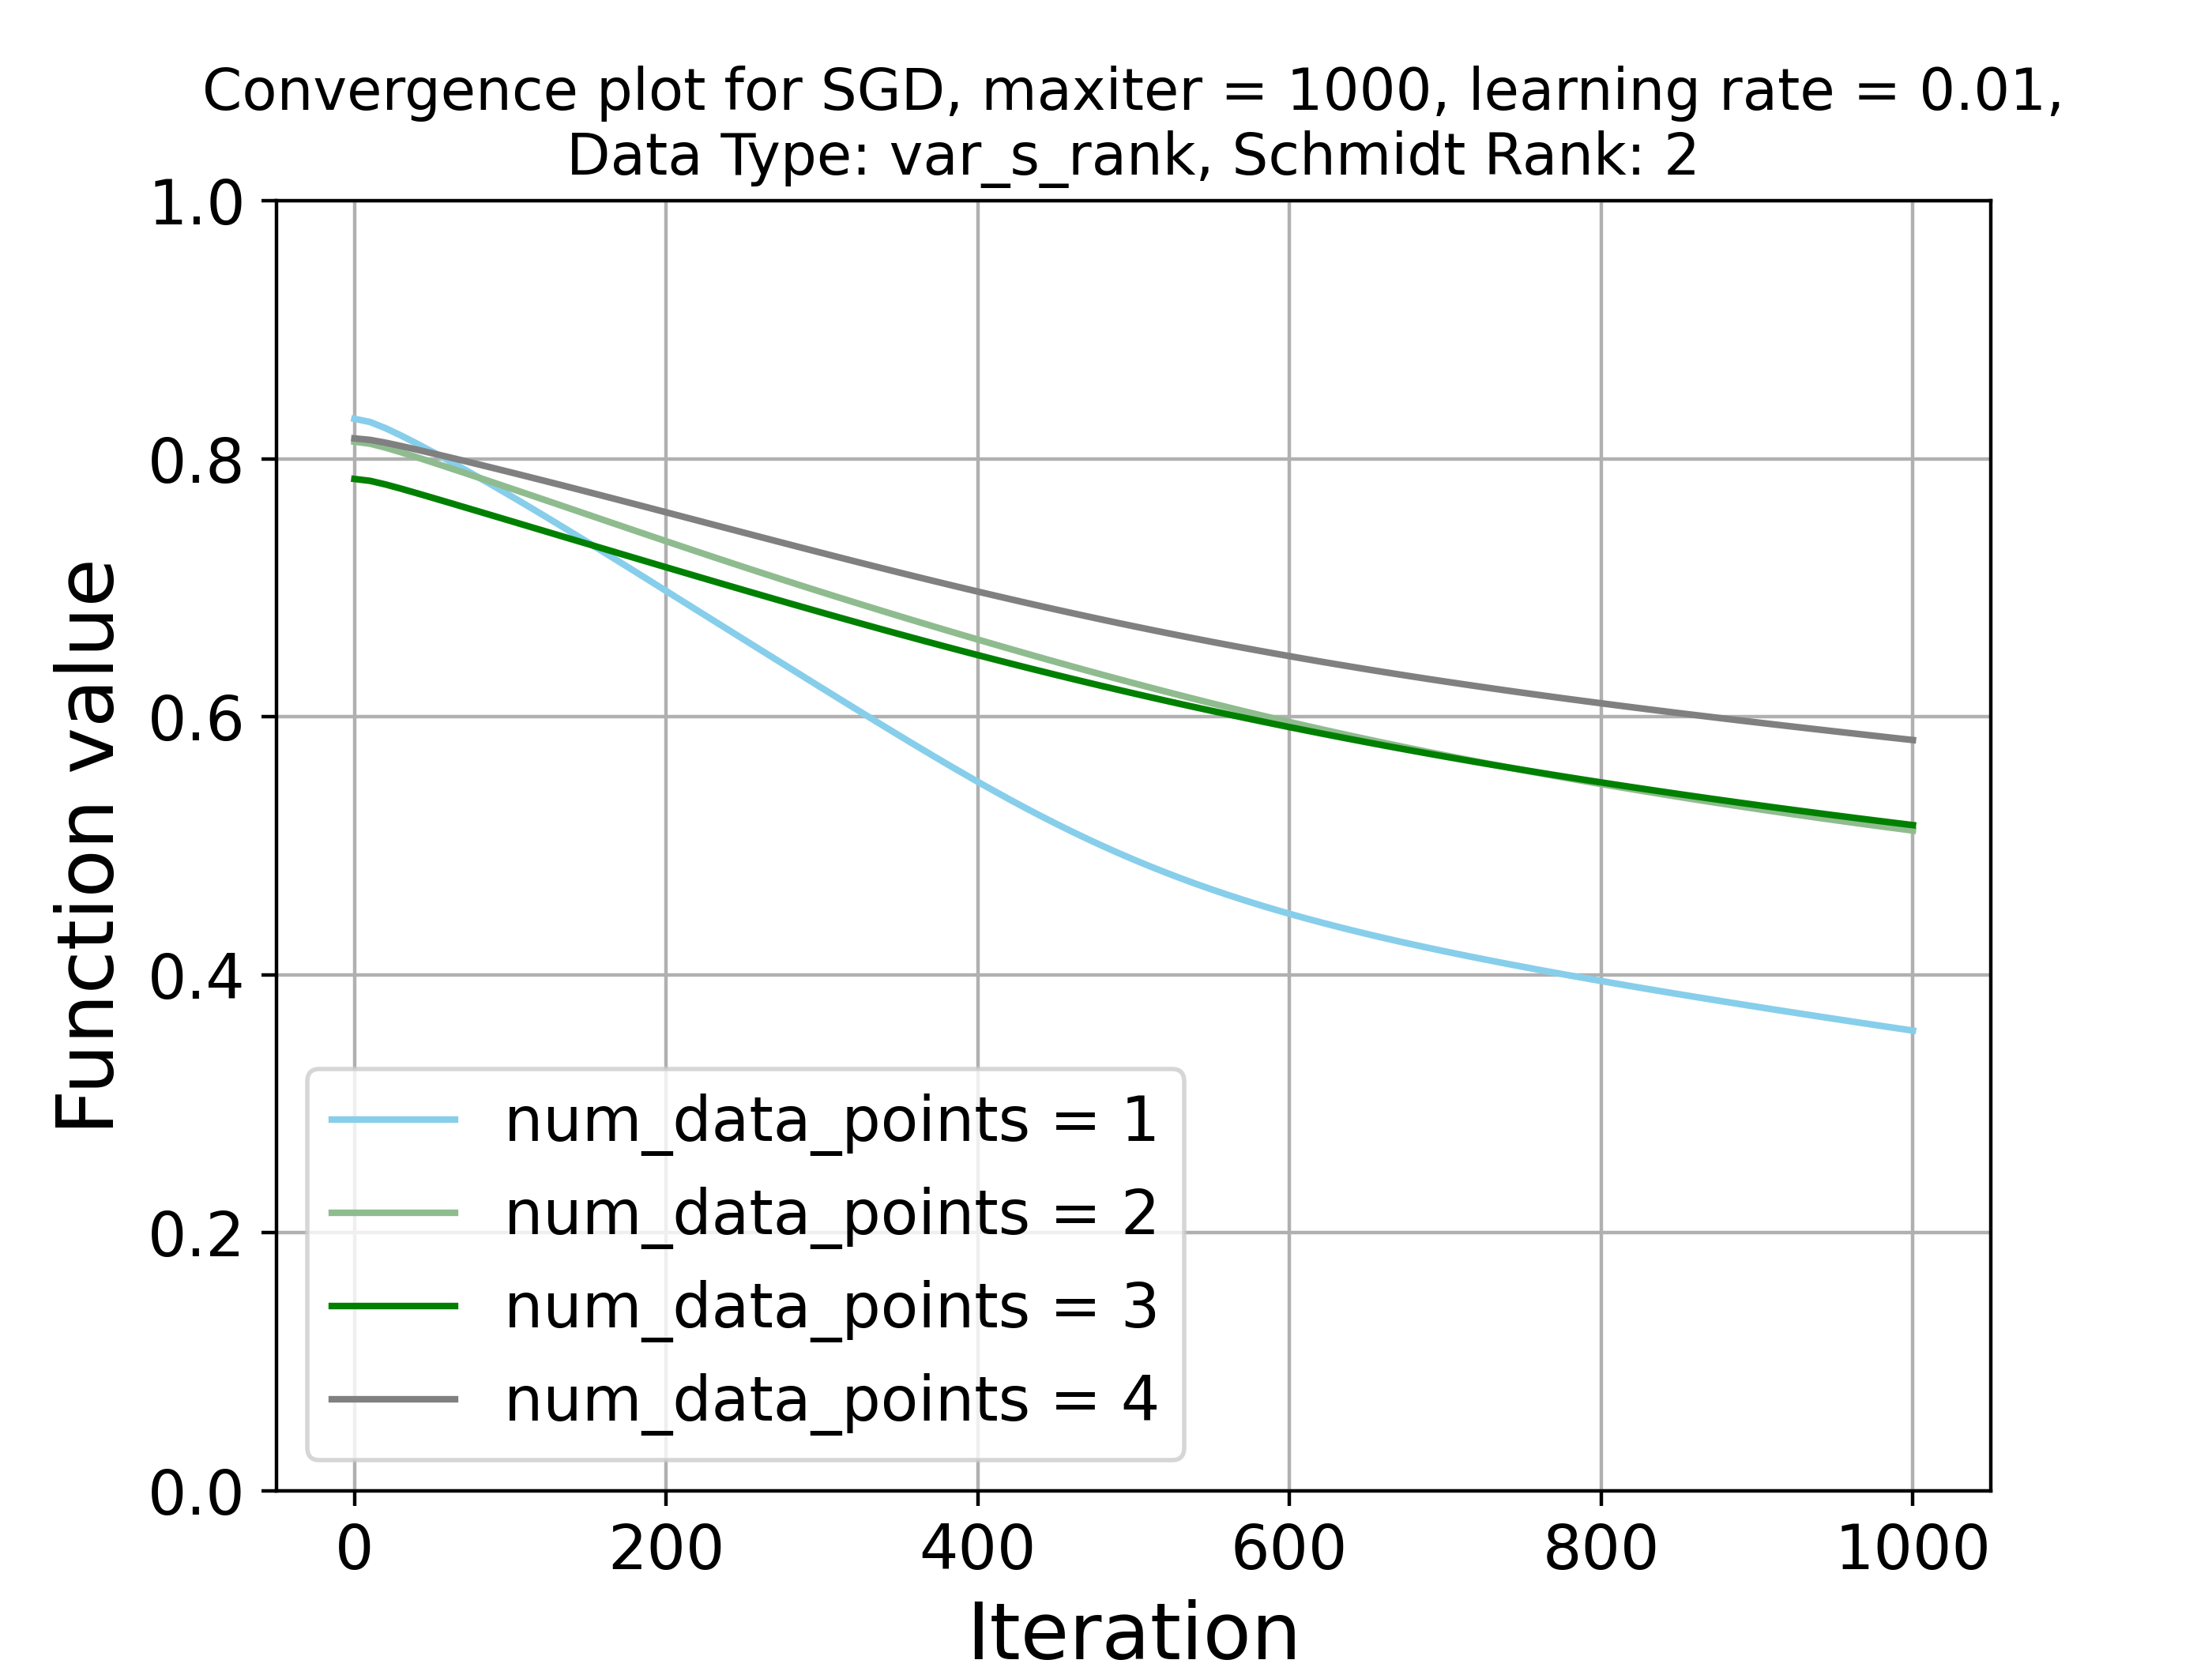 Convergence plot for SGD, maxiter = 1000, learning rate = 0.01,
Data Type: var_s_rank, Schmidt Rank: 2
Function value
1.0
0.8
0.6
0.4
0.2
0.0
num_data_points = 1
num_data_points = 2
num_data_points = 3
num_data_points = 4
0 200 400 600 800 1000
Iteration